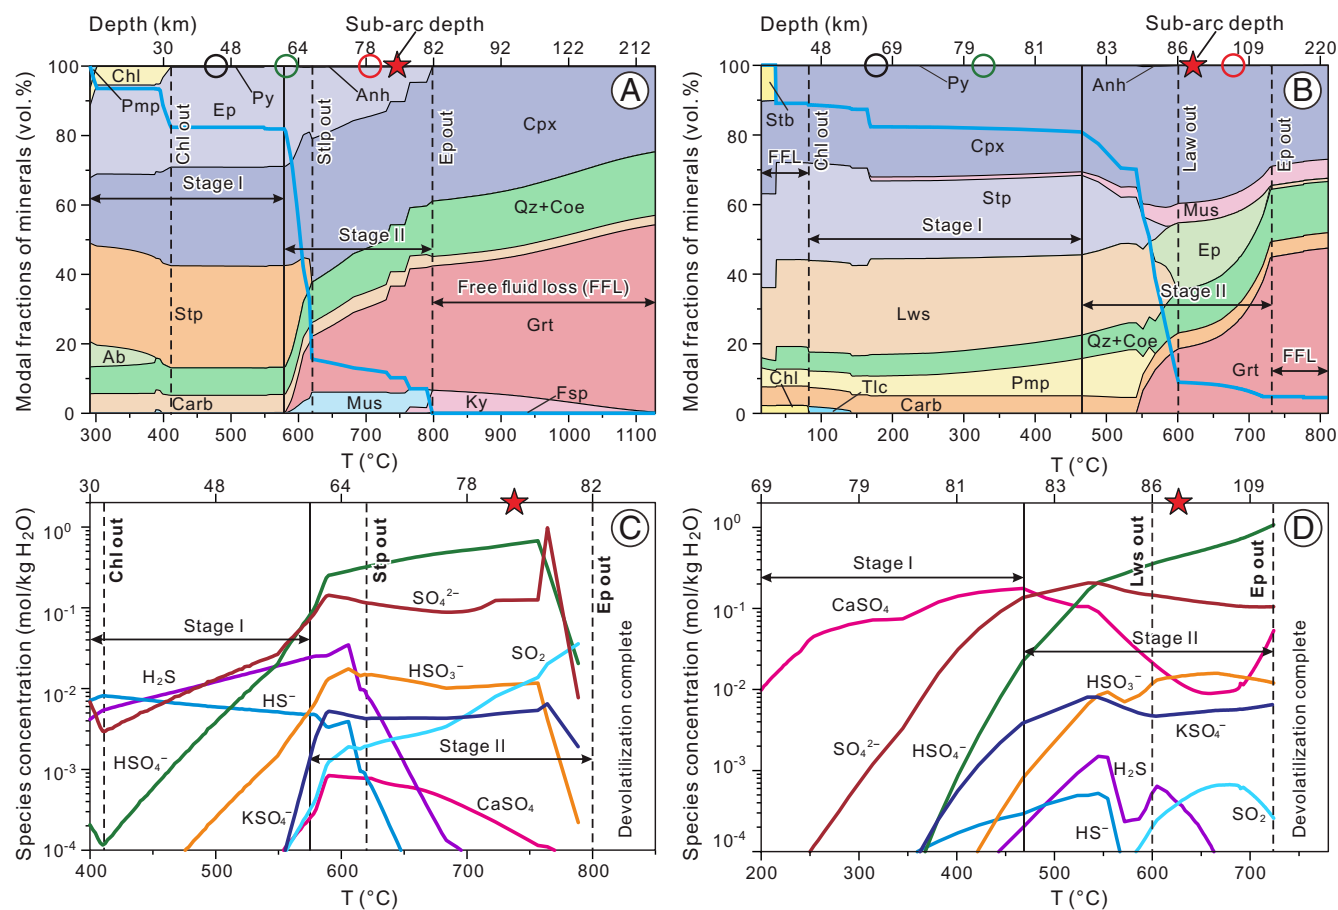 Depth (km)
Sub-arc depth
30 48 64 78 82 92 122 212
A
Modal fractions of minerals (vol.%)
100
80
60
40
20
0
Chl
Pmp
Chl out
Ep
Py
Stlp out
Anh
Ep out
Cpx
Stage I
Stage II
Qz+Coe
Free fluid loss (FFL)
Stp
Grt
Ab
Carb
Mus
Ky
Fsp
300 400 500 600 700 800 900 1000 1100
T (°C)
Depth (km)
Sub-arc depth
48 69 79 81 83 86 109 220
B
Modal fractions of minerals (vol.%)
100
80
60
40
20
0
Stb
FFL
Chl out
Py
Anh
Law out
Ep out
Cpx
Stp
Mus
Stage I
Ep
Stage II
Lws
Qz+Coe
Chl
Tlc
Pmp
Carb
Grt
FFL
100 200 300 400 500 600 700 800
T (°C)
30 48 64 78 82
C
Species concentration (mol/kg H₂O)
10⁰
10⁻¹
10⁻²
10⁻³
10⁻⁴
Chl out
Stp out
Ep out
Stage I
SO₄²⁻
H₂S
HS⁻
HSO₃⁻
SO₂
HSO₄⁻
Stage II
KSO₄⁻
CaSO₄
Devolatilization complete
400 500 600 700 800
T (°C)
69 79 81 83 86 109
D
Species concentration (mol/kg H₂O)
10⁰
10⁻¹
10⁻²
10⁻³
10⁻⁴
Lws out
Ep out
Stage I
CaSO₄
Stage II
HSO₃⁻
SO₄²⁻
HSO₄⁻
KSO₄⁻
H₂S
HS⁻
SO₂
Devolatilization complete
200 300 400 500 600 700
T (°C)